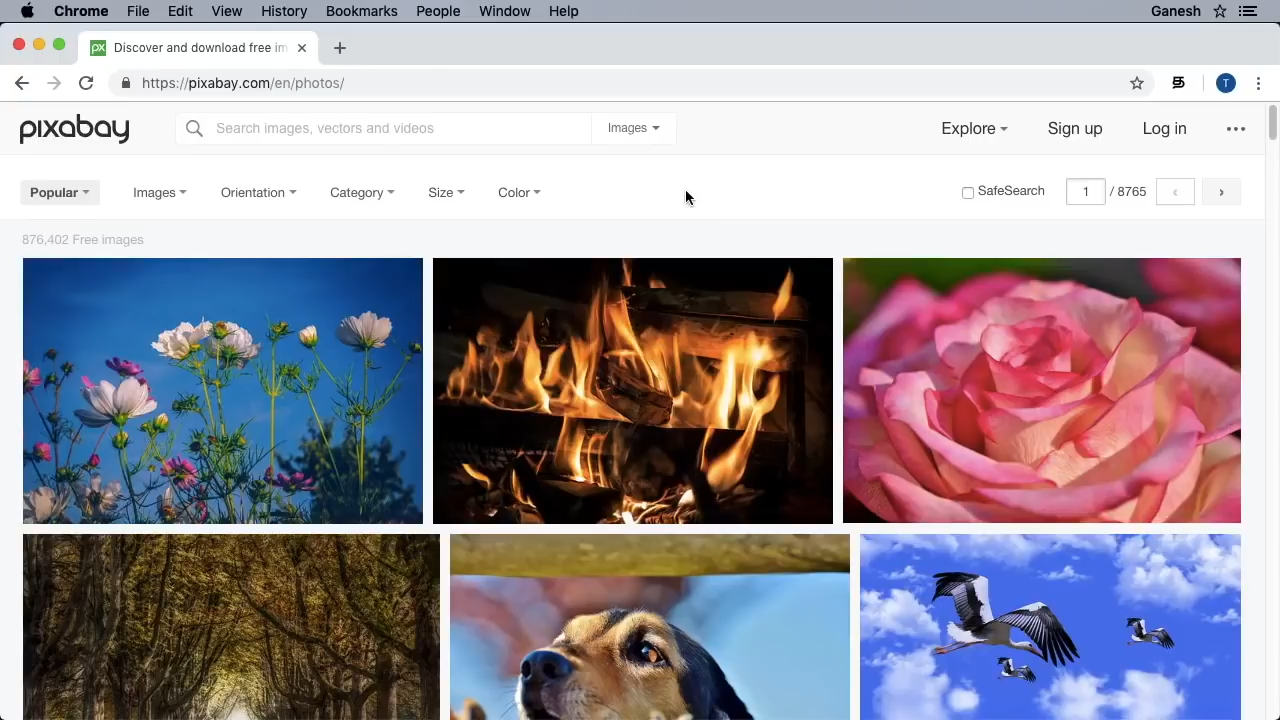 Chrome File Edit View History Bookmarks People Window Help Ganesh
px Discover and download free im
https://pixabay.com/en/photos/ T
pixabay Search images, vectors and videos Images Explore Sign up Log in
Popular Images Orientation Category Size Color SafeSearch 1 / 8765
876,402 Free images